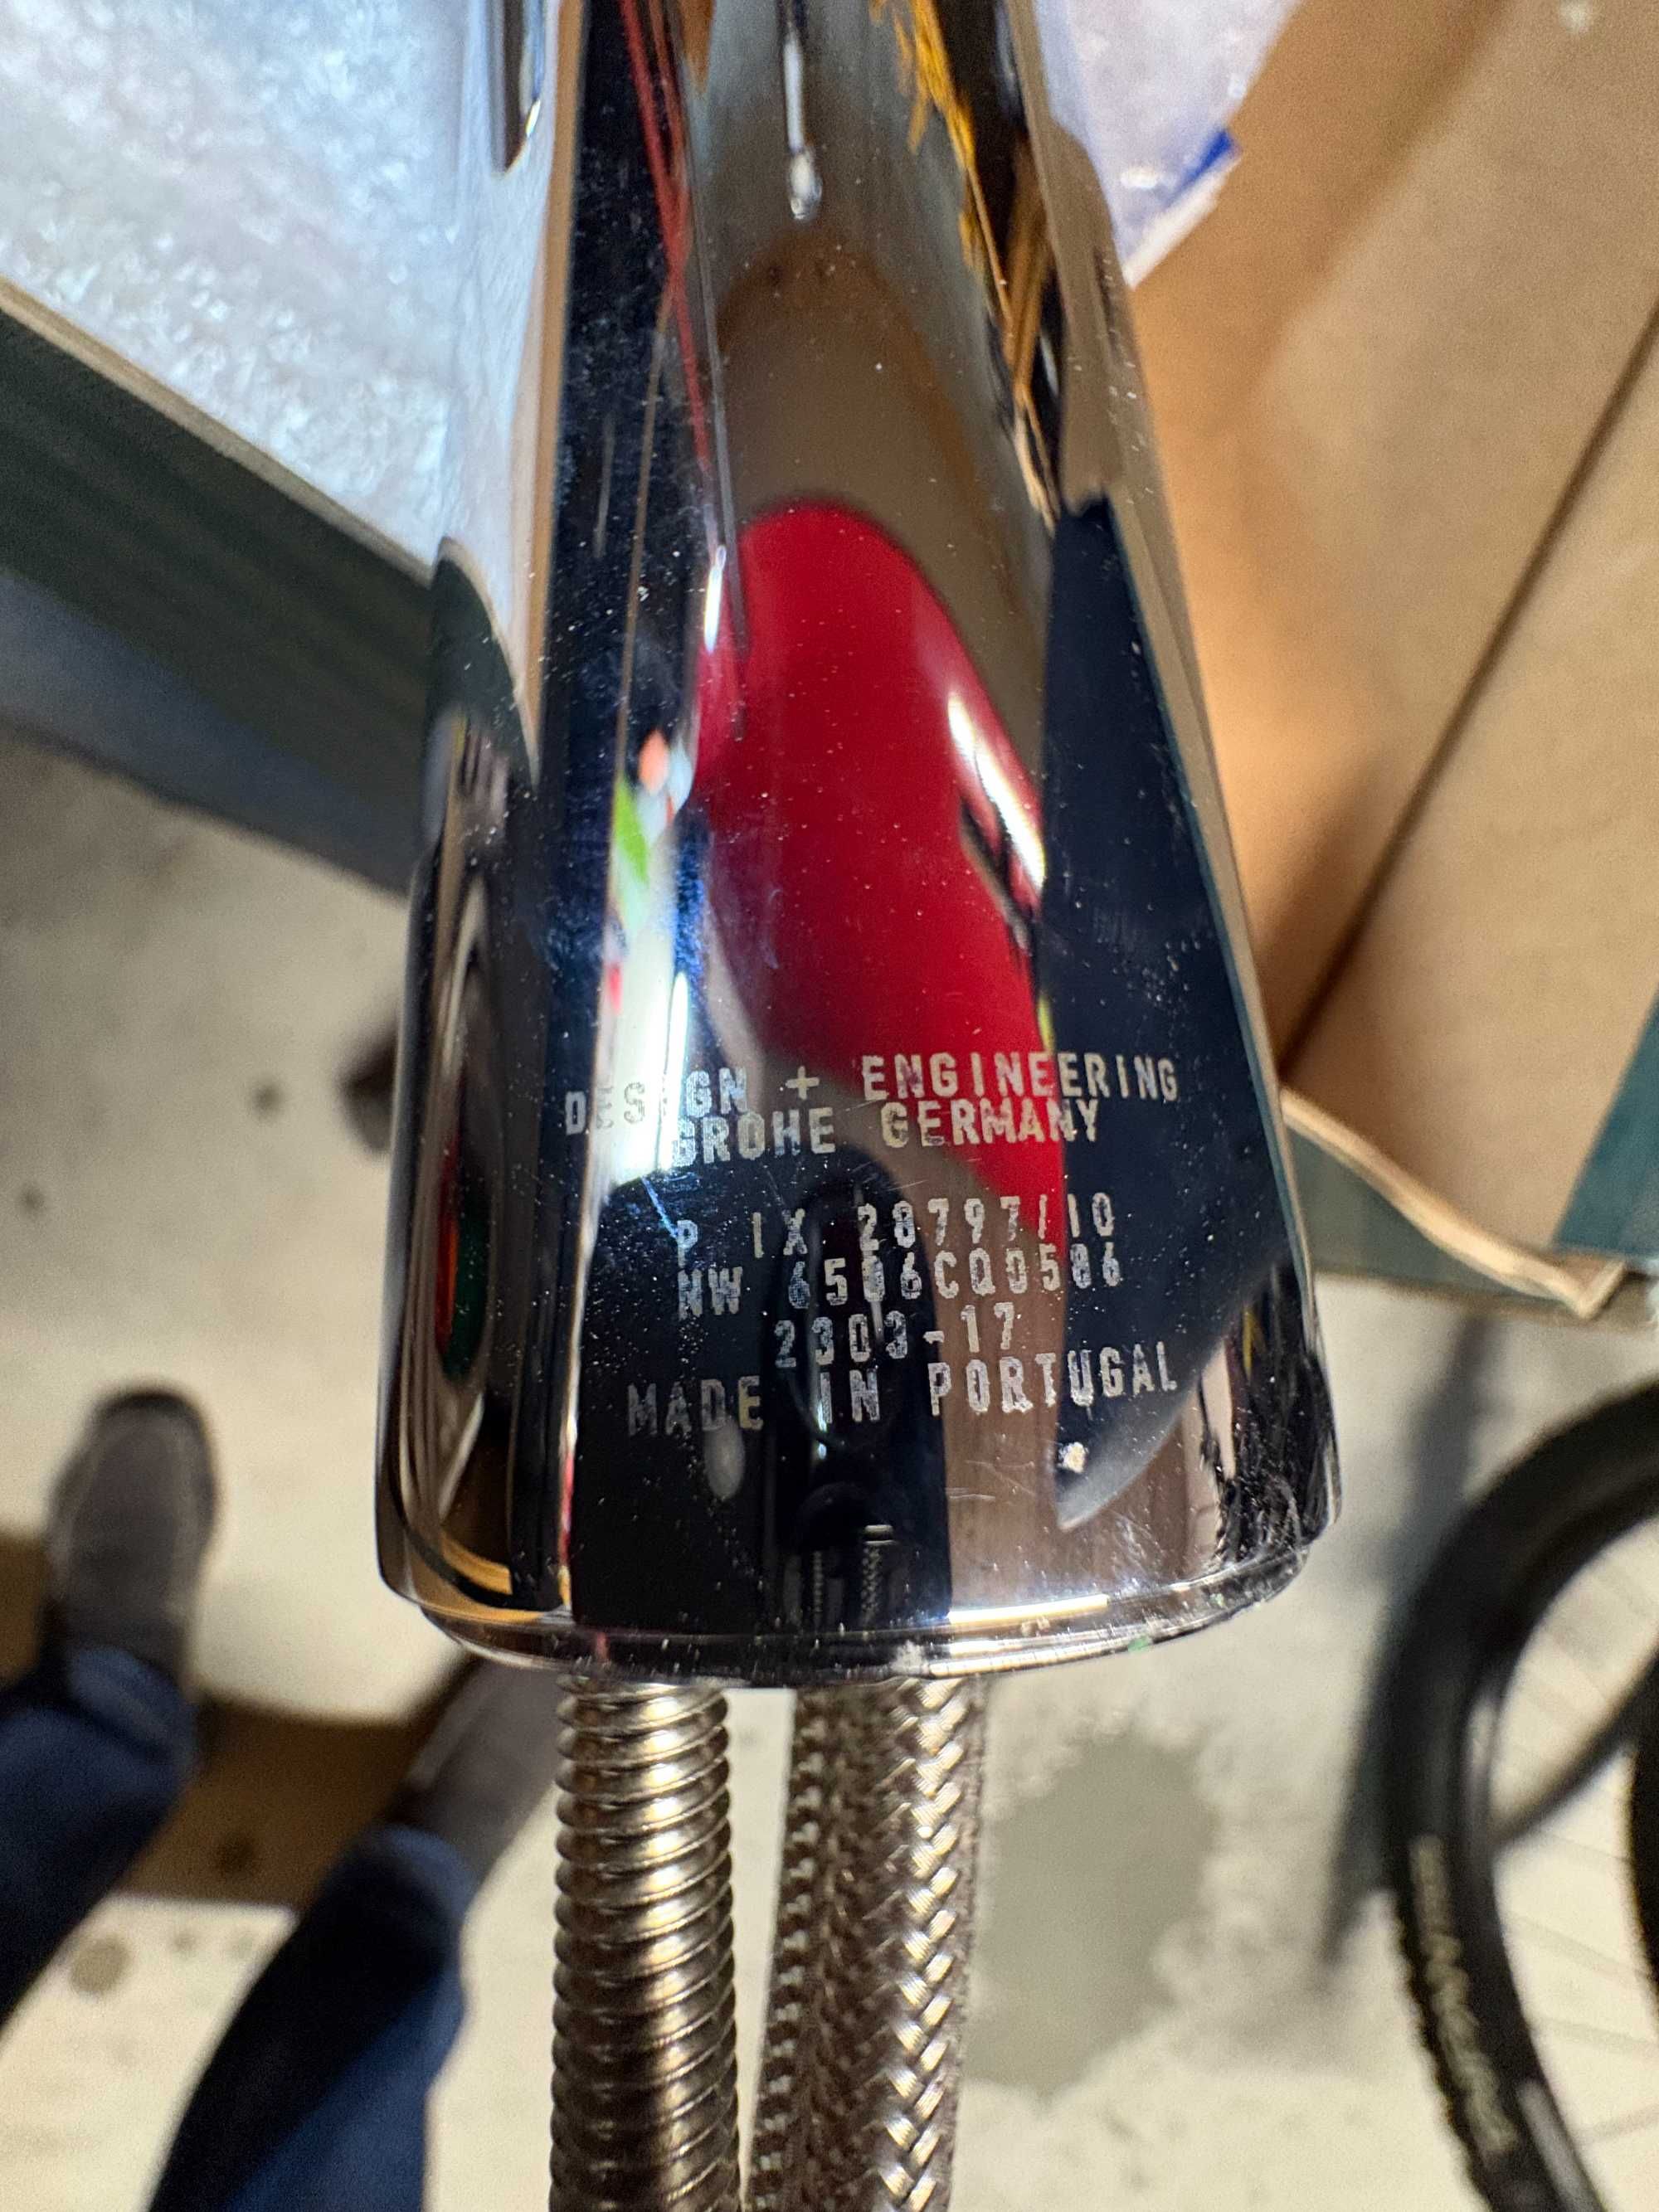 DESIGN + ENGINEERING
GROHE GERMANY
P IX 28797/10
NW 6506CQ0586
2303-17
MADE IN PORTUGAL